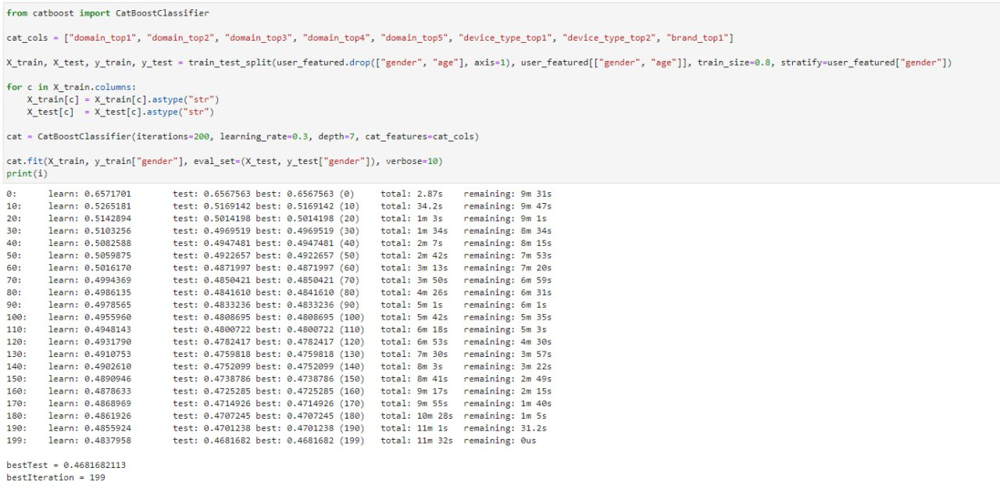 from catboost import CatBoostClassifier
cat_cols = ["domain_top1", "domain_top2", "domain_top3", "domain_top4", "domain_top5", "device_type_top1", "device_type_top2", "brand_top1"]
X_train, X_test, y_train, y_test = train_test_split(user_featured.drop(["gender", "age"], axis=1), user_featured[["gender", "age"]], train_size=0.8, stratify=user_featured["gender"])
for c in X_train.columns:
    X_train[c] = X_train[c].astype("str")
    X_test[c]  = X_test[c].astype("str")
cat = CatBoostClassifier(iterations=200, learning_rate=0.3, depth=7, cat_features=cat_cols)
cat.fit(X_train, y_train["gender"], eval_set=(X_test, y_test["gender"]), verbose=10)
print(i)
0: learn: 0.6571701 test: 0.6567563 best: 0.6567563 (0) total: 2.87s remaining: 9m 31s
10: learn: 0.5265181 test: 0.5169142 best: 0.5169142 (10) total: 34.2s remaining: 9m 47s
20: learn: 0.5142894 test: 0.5014198 best: 0.5014198 (20) total: 1m 3s remaining: 9m 1s
30: learn: 0.5103256 test: 0.4969519 best: 0.4969519 (30) total: 1m 34s remaining: 8m 34s
40: learn: 0.5082588 test: 0.4947481 best: 0.4947481 (40) total: 2m 7s remaining: 8m 15s
50: learn: 0.5059875 test: 0.4922657 best: 0.4922657 (50) total: 2m 42s remaining: 7m 53s
60: learn: 0.5016170 test: 0.4871997 best: 0.4871997 (60) total: 3m 13s remaining: 7m 20s
70: learn: 0.4994369 test: 0.4850421 best: 0.4850421 (70) total: 3m 50s remaining: 6m 59s
80: learn: 0.4986135 test: 0.4841610 best: 0.4841610 (80) total: 4m 26s remaining: 6m 31s
90: learn: 0.4978565 test: 0.4833236 best: 0.4833236 (90) total: 5m 1s remaining: 6m 1s
100: learn: 0.4955960 test: 0.4808695 best: 0.4808695 (100) total: 5m 42s remaining: 5m 35s
110: learn: 0.4948143 test: 0.4800722 best: 0.4800722 (110) total: 6m 18s remaining: 5m 3s
120: learn: 0.4931790 test: 0.4782417 best: 0.4782417 (120) total: 6m 53s remaining: 4m 30s
130: learn: 0.4910753 test: 0.4759818 best: 0.4759818 (130) total: 7m 30s remaining: 3m 57s
140: learn: 0.4902610 test: 0.4752099 best: 0.4752099 (140) total: 8m 3s remaining: 3m 22s
150: learn: 0.4890946 test: 0.4738786 best: 0.4738786 (150) total: 8m 41s remaining: 2m 49s
160: learn: 0.4878633 test: 0.4725285 best: 0.4725285 (160) total: 9m 17s remaining: 2m 15s
170: learn: 0.4868969 test: 0.4714926 best: 0.4714926 (170) total: 9m 55s remaining: 1m 40s
180: learn: 0.4861926 test: 0.4707245 best: 0.4707245 (180) total: 10m 28s remaining: 1m 5s
190: learn: 0.4855924 test: 0.4701238 best: 0.4701238 (190) total: 11m 1s remaining: 31.2s
199: learn: 0.4837958 test: 0.4681682 best: 0.4681682 (199) total: 11m 32s remaining: 0us
bestTest = 0.4681682113
bestIteration = 199